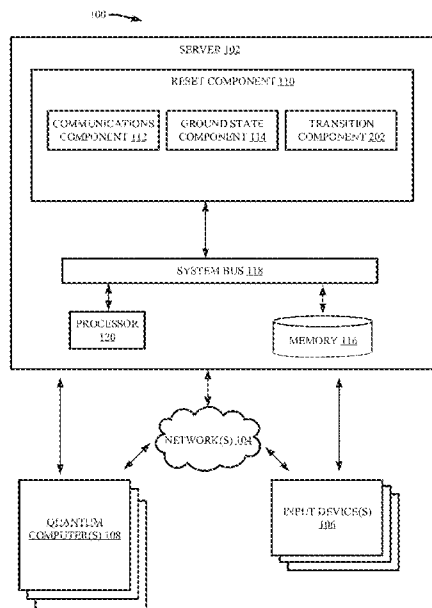 100
SERVER 102
RESET COMPONENT 110
COMMUNICATIONS
COMPONENT 112
GROUND STATE
COMPONENT 114
TRANSITION
COMPONENT 202
SYSTEM BUS 118
PROCESSOR
120
MEMORY 116
NETWORK(S) 104
QUANTUM
COMPUTER(S) 108
INPUT DEVICE(S)
106